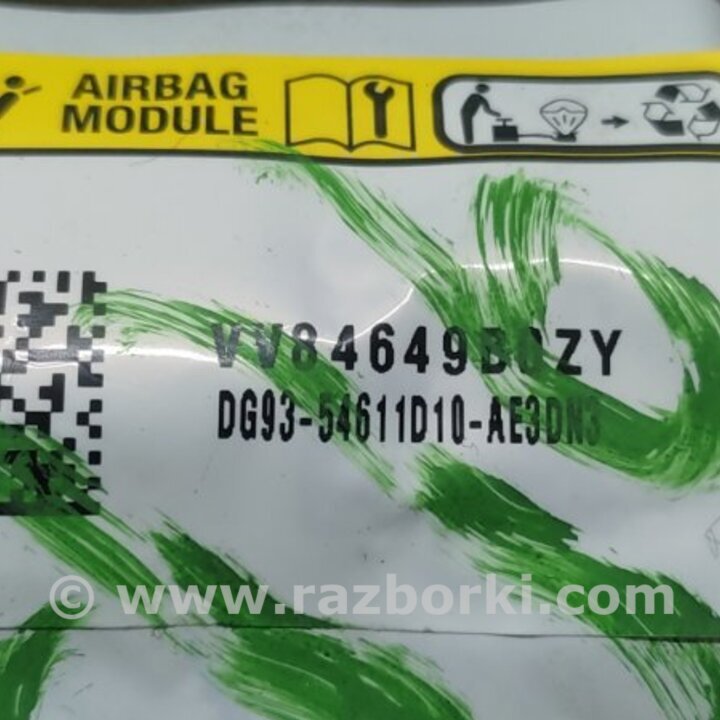 AIRBAG
MODULE
VV84649B0ZY
DG93-54611D10-AE3DN3
© www.razborki.com